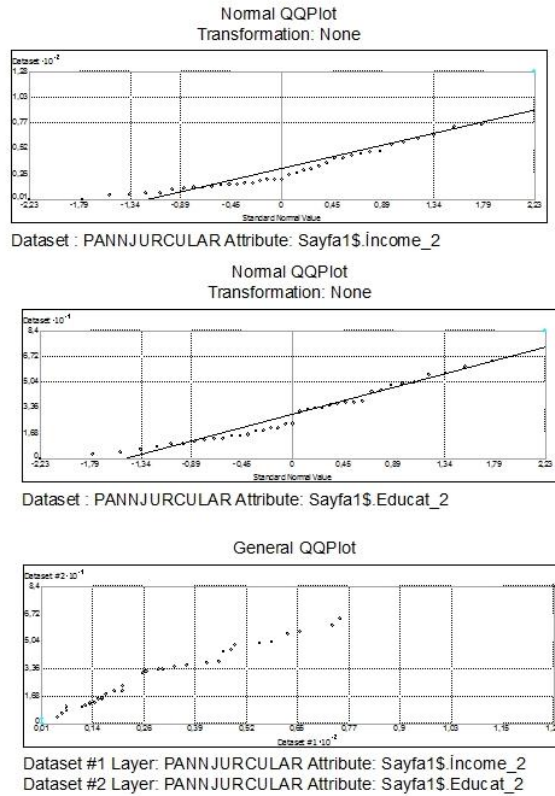 Normal QQPlot
Transformation: None
Dataset ·10⁻²
1,28
1,03
0,77
0,52
0,26
0,01
-2,23 -1,79 -1,34 -0,89 -0,45 0 0,45 0,89 1,34 1,79 2,23
Standard Normal Value
Dataset : PANNJURCULAR Attribute: Sayfa1$.İncome_2
Normal QQPlot
Transformation: None
Dataset ·10⁻¹
8,4
6,72
5,04
3,36
1,68
0
-2,23 -1,79 -1,34 -0,89 -0,45 0 0,45 0,89 1,34 1,79 2,23
Standard Normal Value
Dataset : PANNJURCULAR Attribute: Sayfa1$.Educat_2
General QQPlot
Dataset #2·10⁻¹
8,4
6,72
5,04
3,36
1,68
0
0,01 0,14 0,26 0,39 0,52 0,65 0,77 0,9 1,03 1,15
Dataset #1·10⁻²
Dataset #1 Layer: PANNJURCULAR Attribute: Sayfa1$.İncome_2
Dataset #2 Layer: PANNJURCULAR Attribute: Sayfa1$.Educat_2